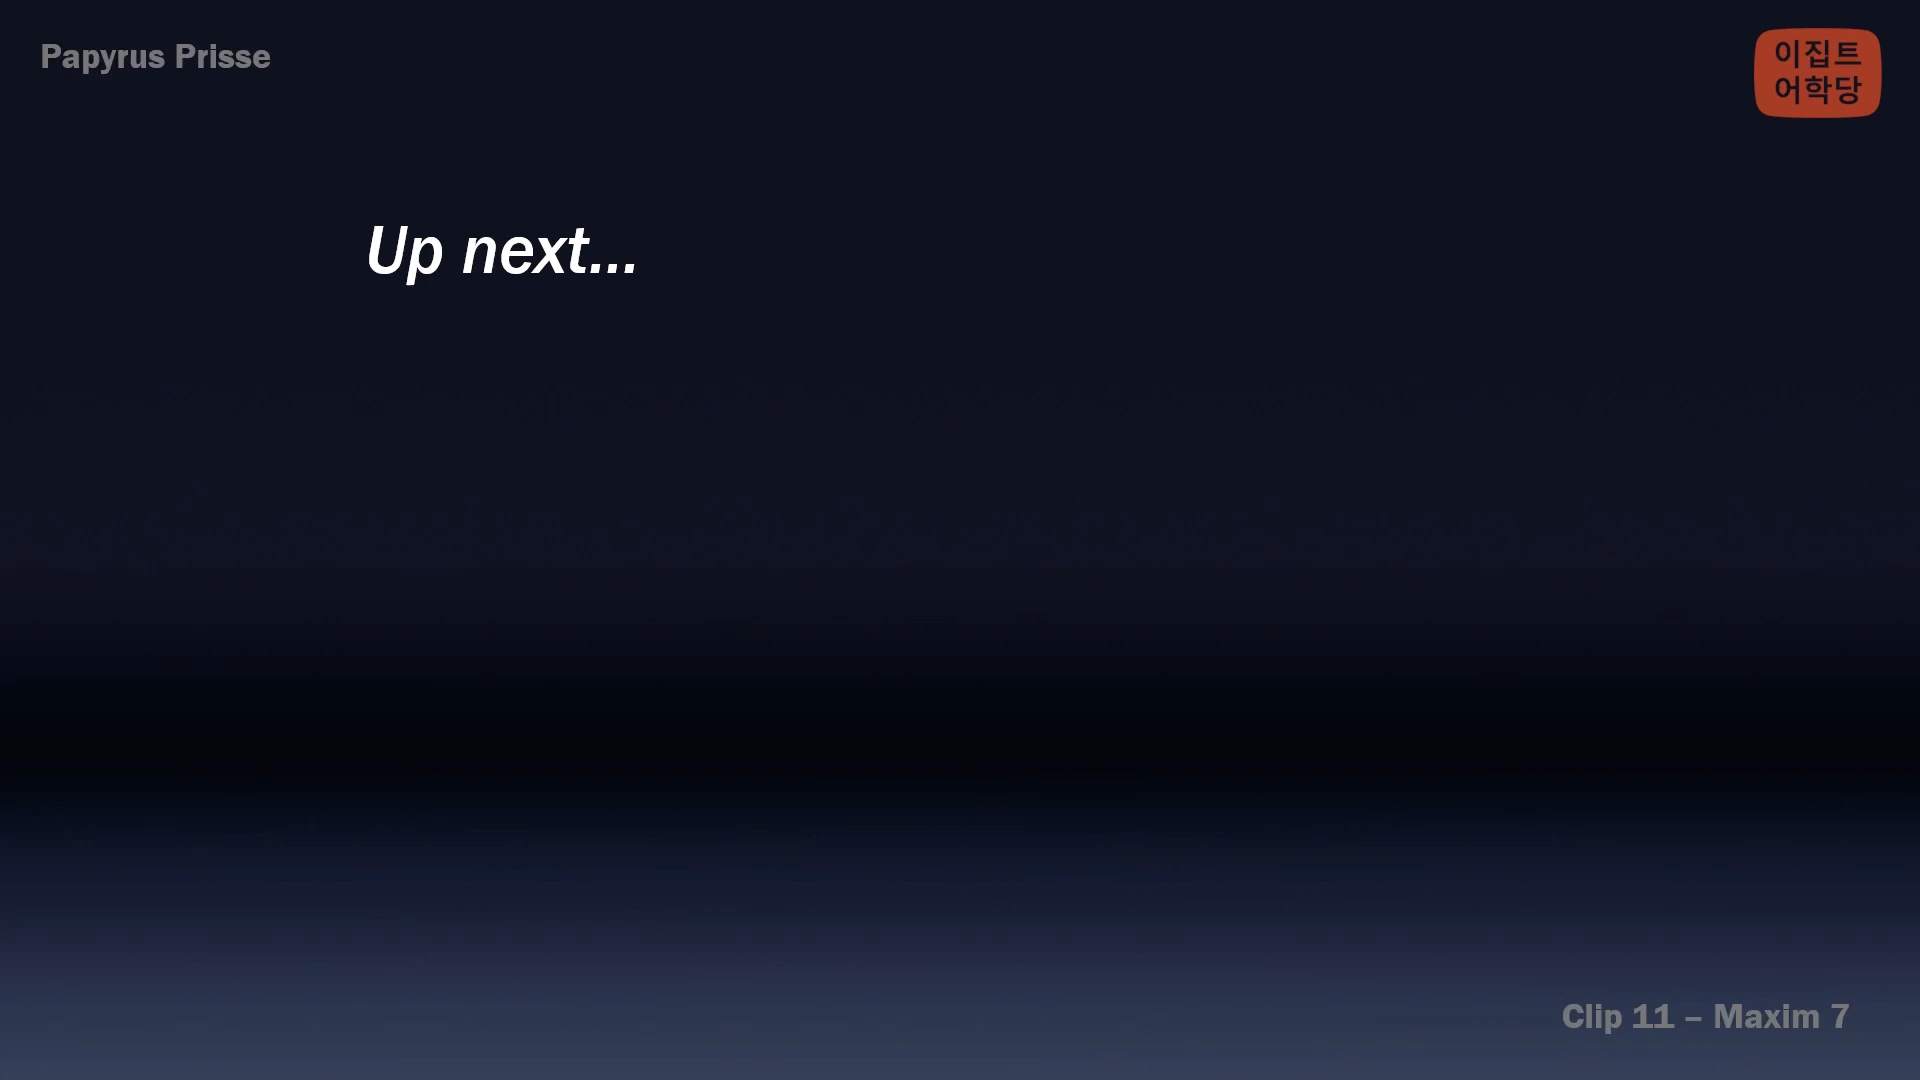 Papyrus Prisse
이집트
어학당
Up next...
Clip 11 – Maxim 7